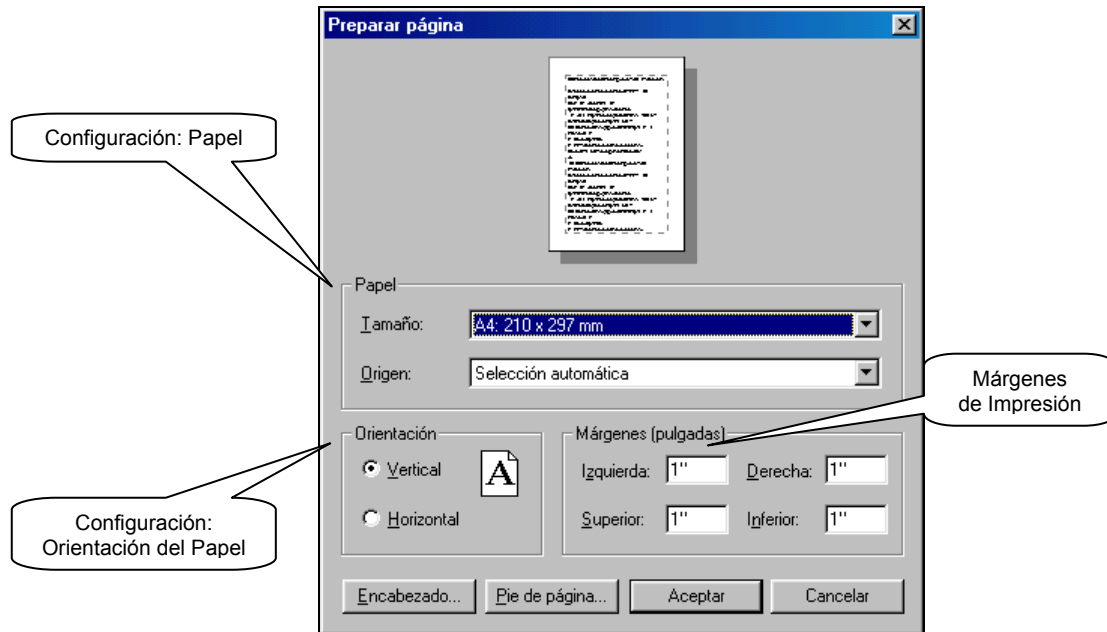 Preparar página
Configuración: Papel
Papel
Tamaño: A4: 210 x 297 mm
Origen: Selección automática
Márgenes
de Impresión
Orientación
Vertical
A
Horizontal
Márgenes (pulgadas)
Izquierda: 1" Derecha: 1"
Superior: 1" Inferior: 1"
Configuración:
Orientación del Papel
Encabezado... Pie de página... Aceptar Cancelar